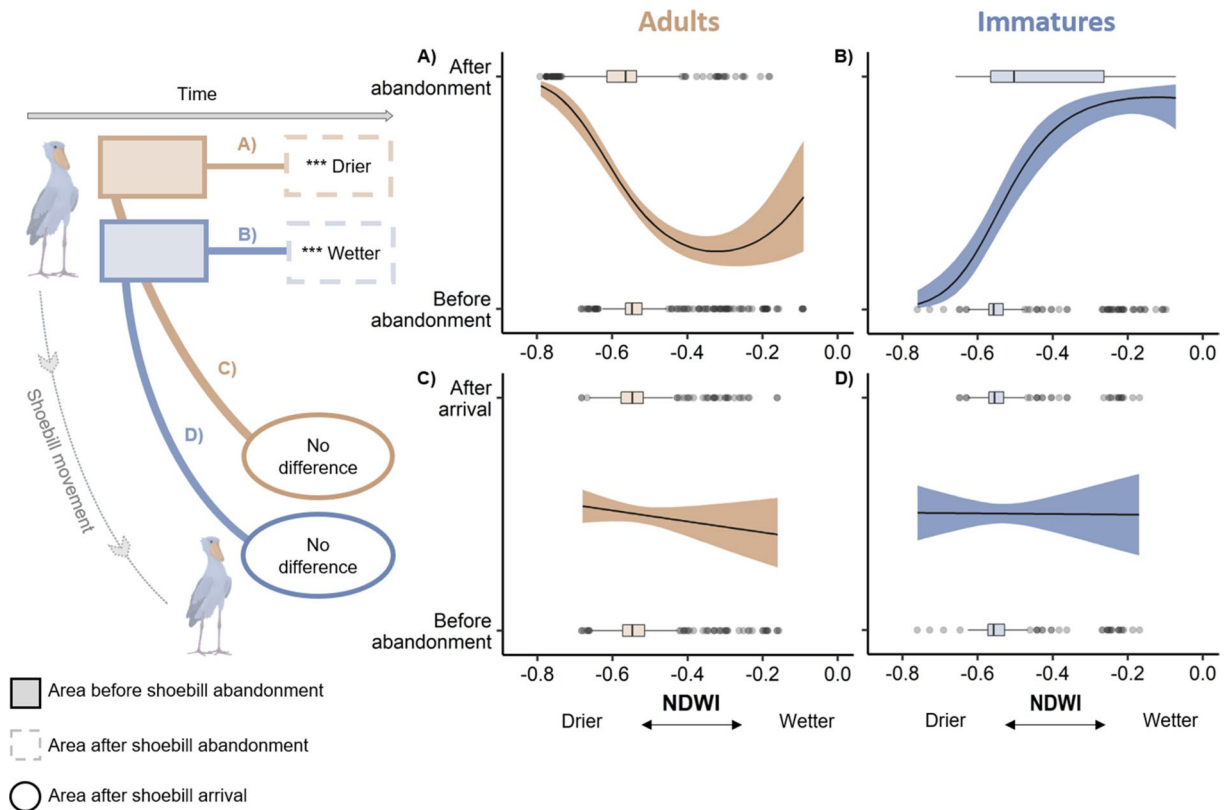 Adults
Immatures
Time
A)
*** Drier
B)
*** Wetter
C)
D)
Shoebill movement
No
difference
No
difference
Area before shoebill abandonment
Area after shoebill abandonment
Area after shoebill arrival
A)
After
abandonment
Before
abandonment
-0.8 -0.6 -0.4 -0.2 0.0
B)
-0.8 -0.6 -0.4 -0.2 0.0
C)
After
arrival
Before
abandonment
-0.8 -0.6 -0.4 -0.2 0.0
NDWI
Drier Wetter
D)
-0.8 -0.6 -0.4 -0.2 0.0
NDWI
Drier Wetter